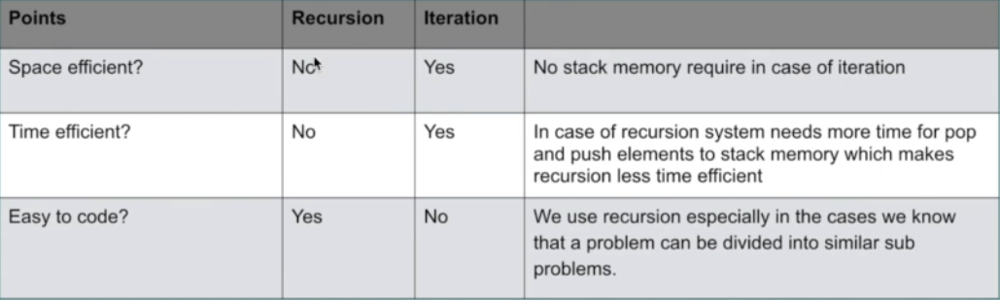 Points Recursion Iteration
Space efficient? No Yes No stack memory require in case of iteration
Time efficient? No Yes In case of recursion system needs more time for pop
and push elements to stack memory which makes
recursion less time efficient
Easy to code? Yes No We use recursion especially in the cases we know
that a problem can be divided into similar sub
problems.